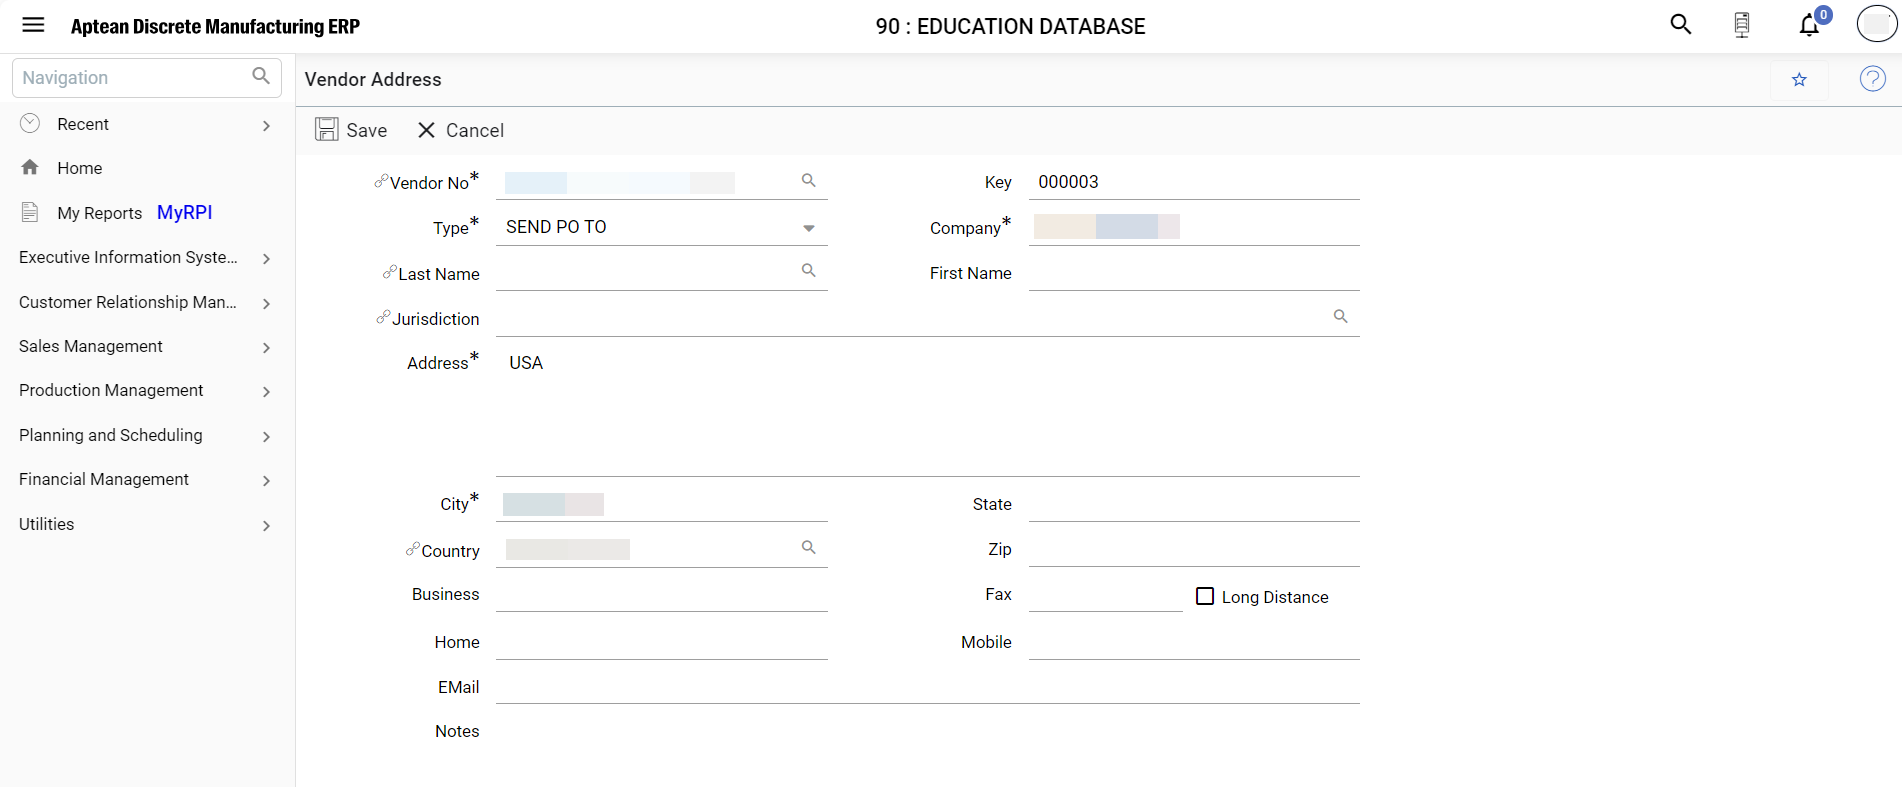 Aptean Discrete Manufacturing ERP
90 : EDUCATION DATABASE
0
Navigation
Vendor Address
?
Recent
Save
Cancel
Home
My Reports MyRPI
Executive Information Syste...
Customer Relationship Man...
Sales Management
Production Management
Planning and Scheduling
Financial Management
Utilities
Vendor No*
Key 000003
Type* SEND PO TO
Company*
Last Name
First Name
Jurisdiction
Address* USA
City*
State
Country
Zip
Business
Fax
Long Distance
Home
Mobile
EMail
Notes